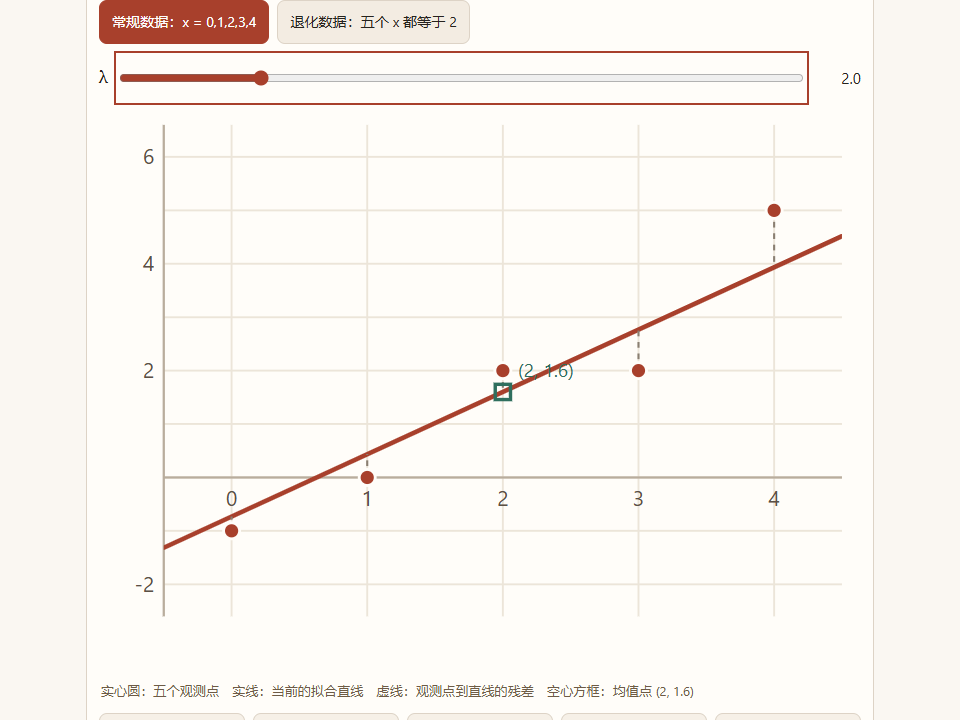 常规数据：x = 0,1,2,3,4
退化数据：五个 x 都等于 2
λ
2.0
6
4
2
(2, 1.6)
0
1
2
3
4
-2
实心圆：五个观测点 实线：当前的拟合直线 虚线：观测点到直线的残差 空心方框：均值点 (2, 1.6)